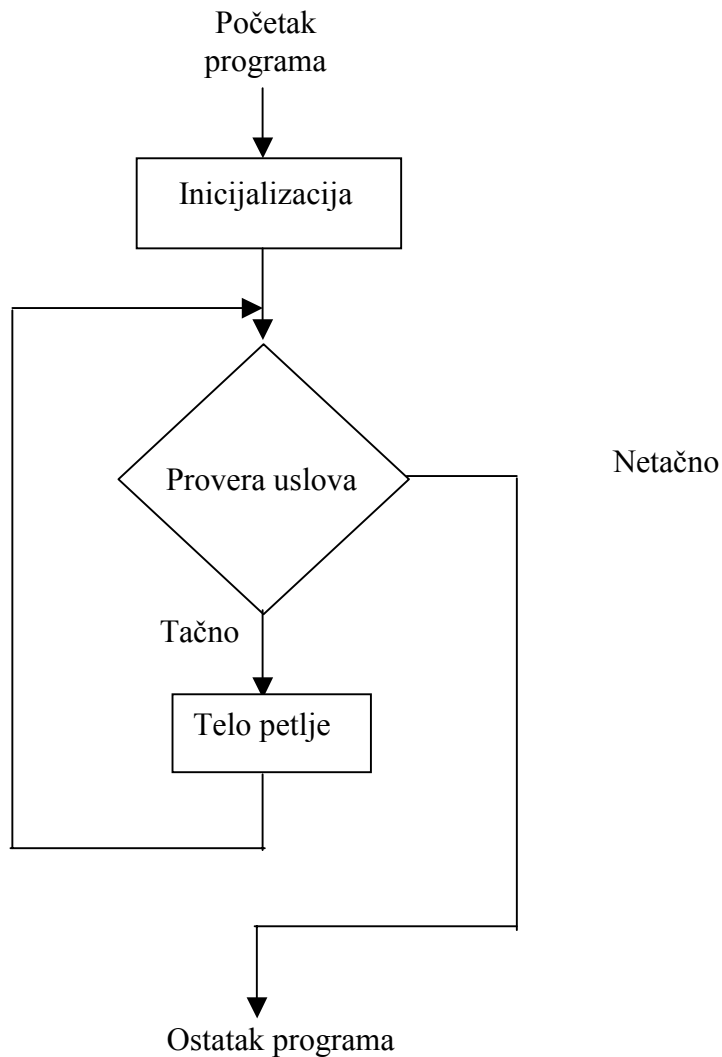 Početak
programa
Inicijalizacija
Provera uslova
Netačno
Tačno
Telo petlje
Ostatak programa